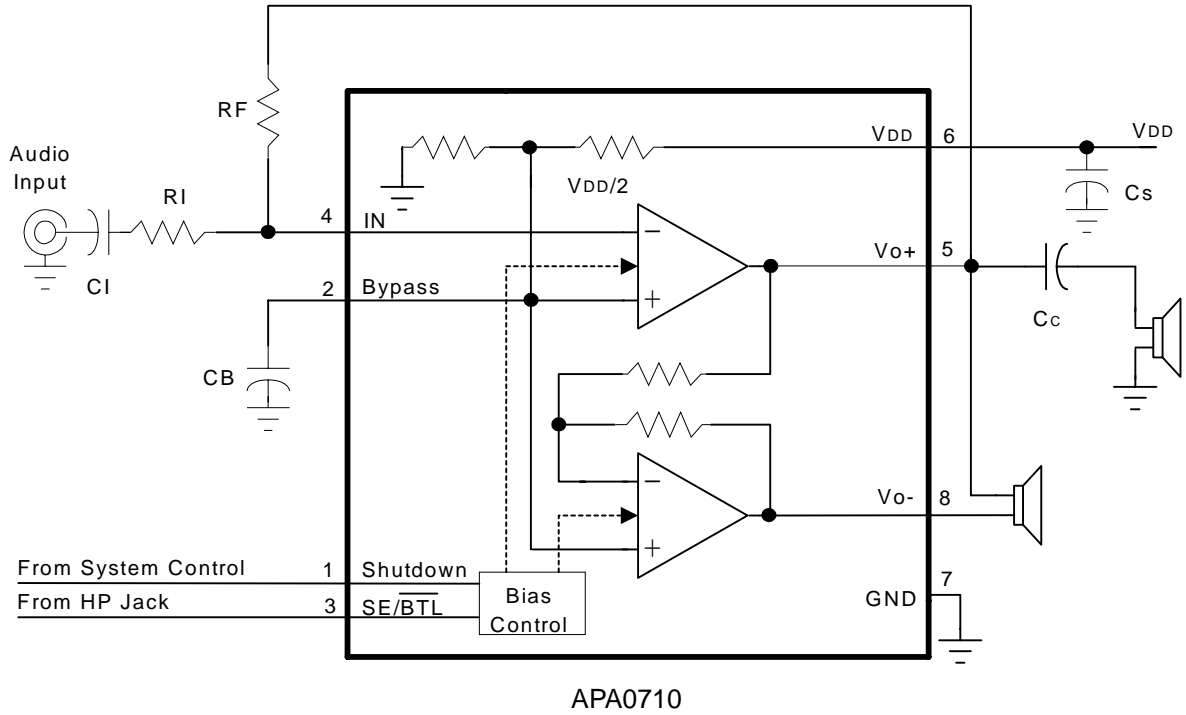 RF
VDD
6
VDD
Audio
Input
RI
VDD/2
Cs
4
IN
−
Vo+
5
CI
2
Bypass
+
Cc
CB
−
Vo-
8
+
From System Control
1
Shutdown
7
From HP Jack
3
SE/BTL
Bias
Control
GND
APA0710